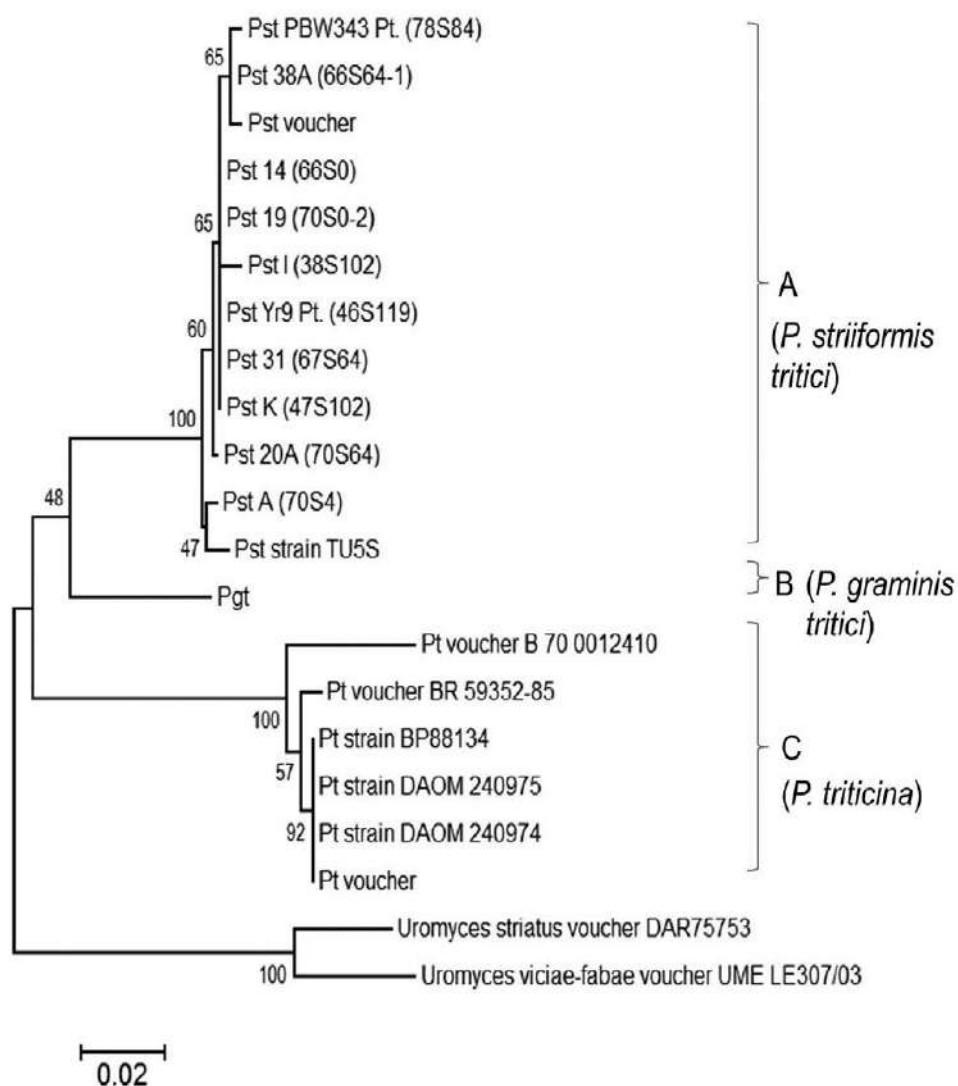 Pst PBW343 Pt. (78S84)
65
Pst 38A (66S64-1)
Pst voucher
Pst 14 (66S0)
65
Pst 19 (70S0-2)
Pst I (38S102)
A
Pst Yr9 Pt. (46S119)
60
(P. striiformis
tritici)
Pst 31 (67S64)
Pst K (47S102)
100
Pst 20A (70S64)
48
Pst A (70S4)
47
Pst strain TU5S
B (P. graminis
tritici)
Pgt
Pt voucher B 70 0012410
Pt voucher BR 59352-85
100
Pt strain BP88134
C
57
Pt strain DAOM 240975
(P. triticina)
92
Pt strain DAOM 240974
Pt voucher
Uromyces striatus voucher DAR75753
100
Uromyces viciae-fabae voucher UME LE307/03
0.02